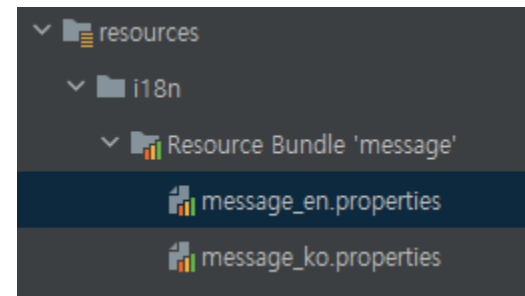 resources
i18n
Resource Bundle 'message'
message_en.properties
message_ko.properties